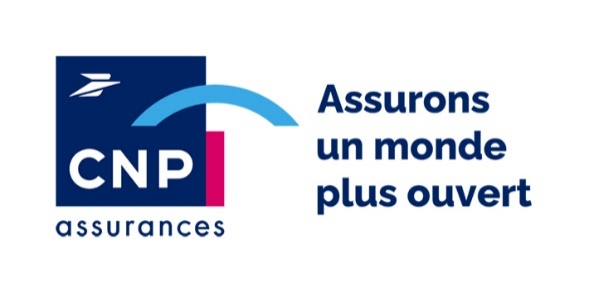 CNP
assurances
Assurons
un monde
plus ouvert